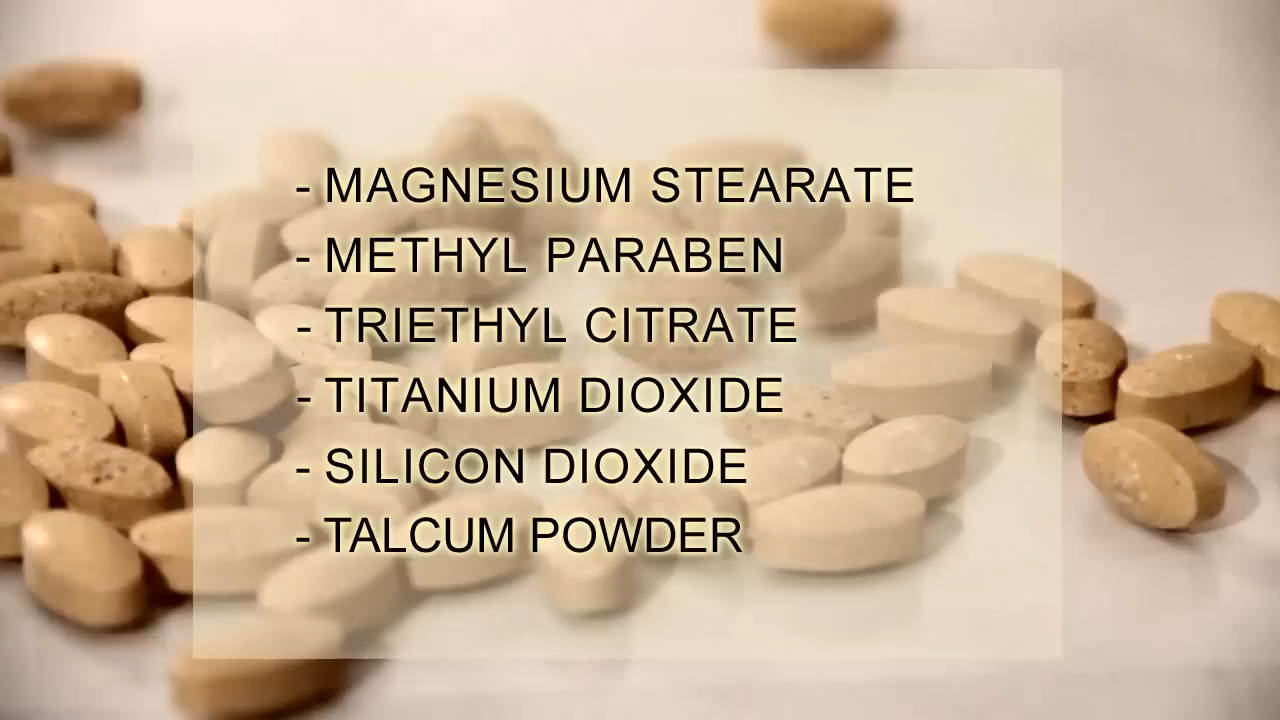 - MAGNESIUM STEARATE
- METHYL PARABEN
- TRIETHYL CITRATE
- TITANIUM DIOXIDE
- SILICON DIOXIDE
- TALCUM POWDER